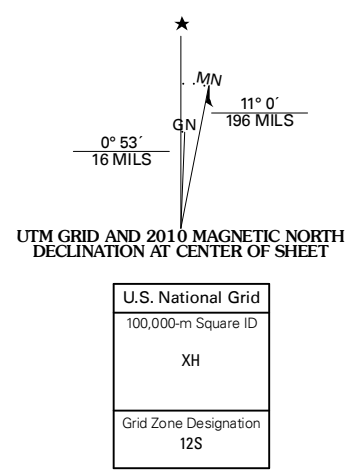 ★
MN
11° 0´
GN
196 MILS
0° 53´
16 MILS
UTM GRID AND 2010 MAGNETIC NORTH
DECLINATION AT CENTER OF SHEET
U.S. National Grid
100,000-m Square ID
XH
Grid Zone Designation
12S